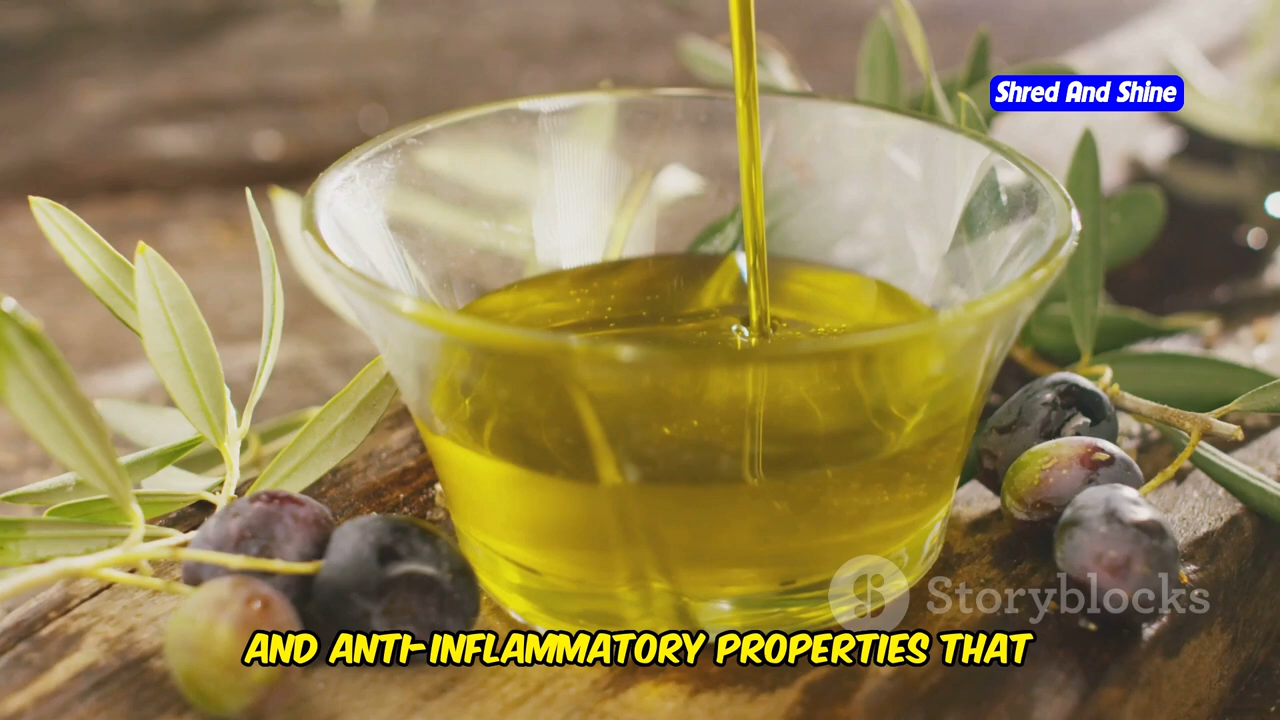 Shred And Shine
Storyblocks
AND ANTI-INFLAMMATORY PROPERTIES THAT